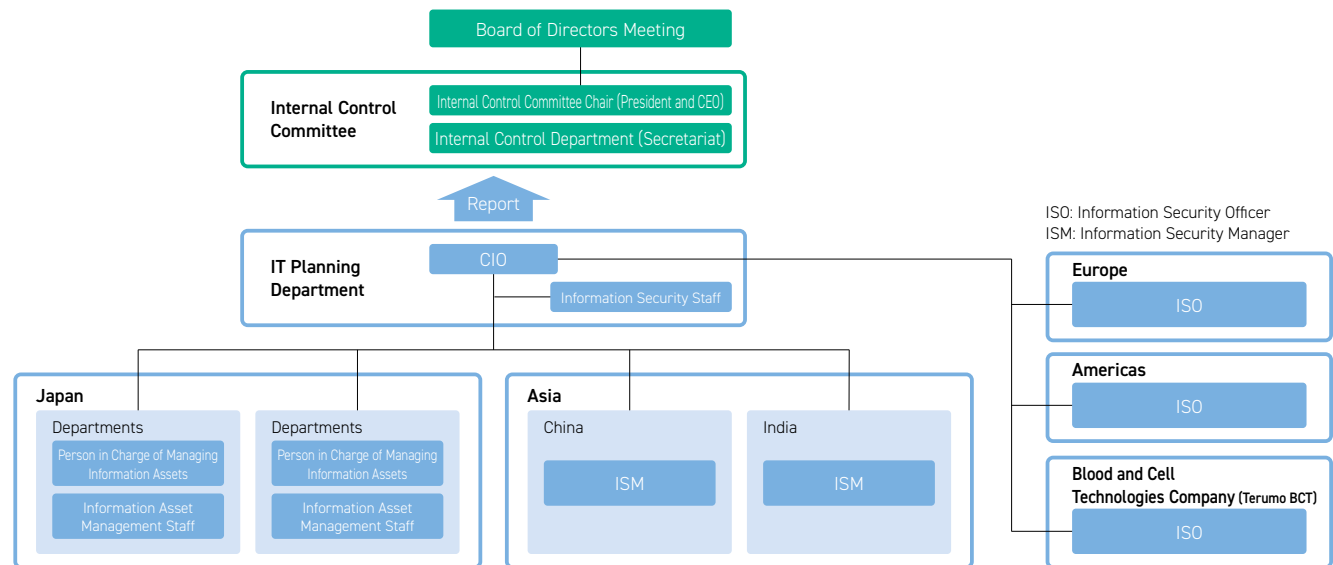 Board of Directors Meeting
Internal Control
Committee
Internal Control Committee Chair (President and CEO)
Internal Control Department (Secretariat)
Report
IT Planning
Department
CIO
Information Security Staff
ISO: Information Security Officer
ISM: Information Security Manager
Europe
ISO
Americas
ISO
Blood and Cell
Technologies Company (Terumo BCT)
ISO
Japan
Departments
Person in Charge of Managing
Information Assets
Information Asset
Management Staff
Departments
Person in Charge of Managing
Information Assets
Information Asset
Management Staff
Asia
China
ISM
India
ISM